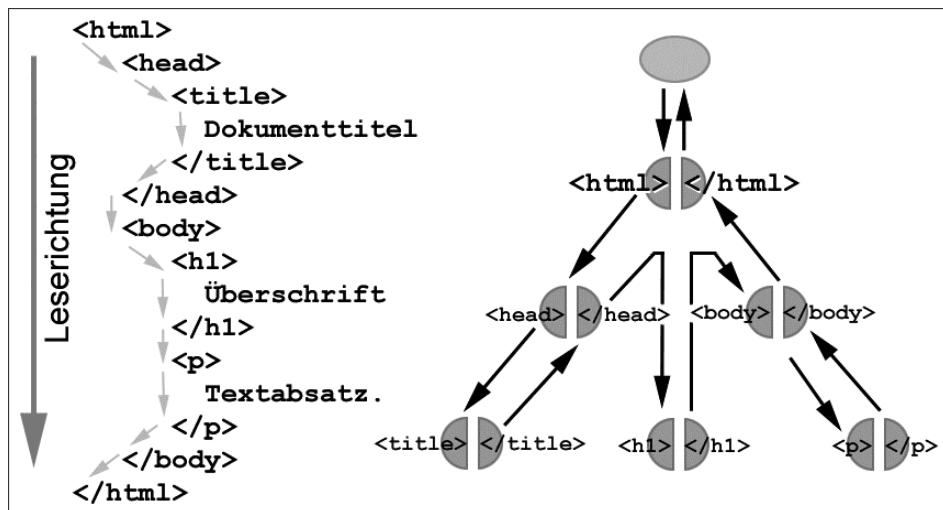 Leserichtung
<html>
<head>
<title>
Dokumenttitel
</title>
</head>
<body>
<h1>
Überschrift
</h1>
<p>
Textabsatz.
</p>
</body>
</html>
<html> </html>
<head> </head> <body> </body>
<title> </title> <h1> </h1> <p> </p>